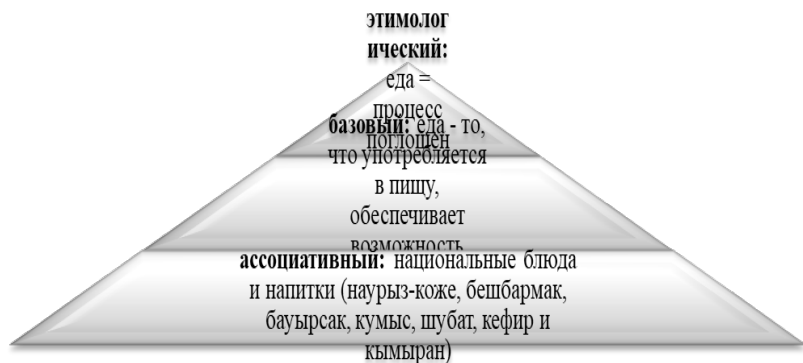 этимолог
ический:
еда =
процесс
поглощен
базовый: еда - то,
что употребляется
в пищу,
обеспечивает
возможность
ассоциативный: национальные блюда
и напитки (наурыз-коже, бешбармак,
бауырсак, кумыс, шубат, кефир и
кымыран)